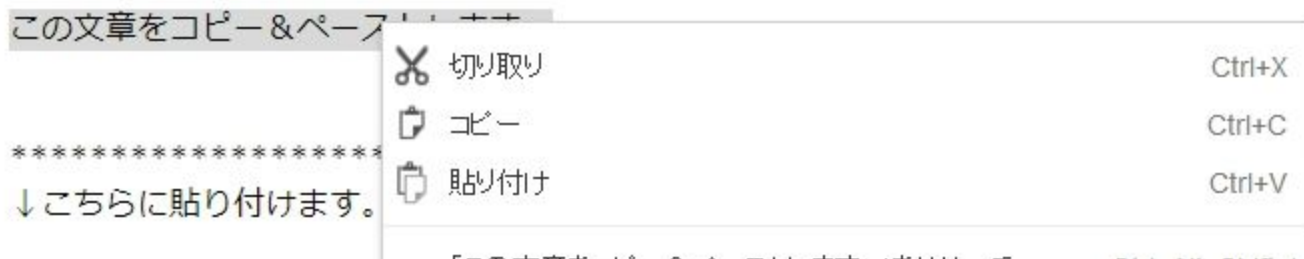 この文章をコピー＆ペース
切り取り Ctrl+X
コピー Ctrl+C
貼り付け Ctrl+V
*******************
↓こちらに貼り付けます。